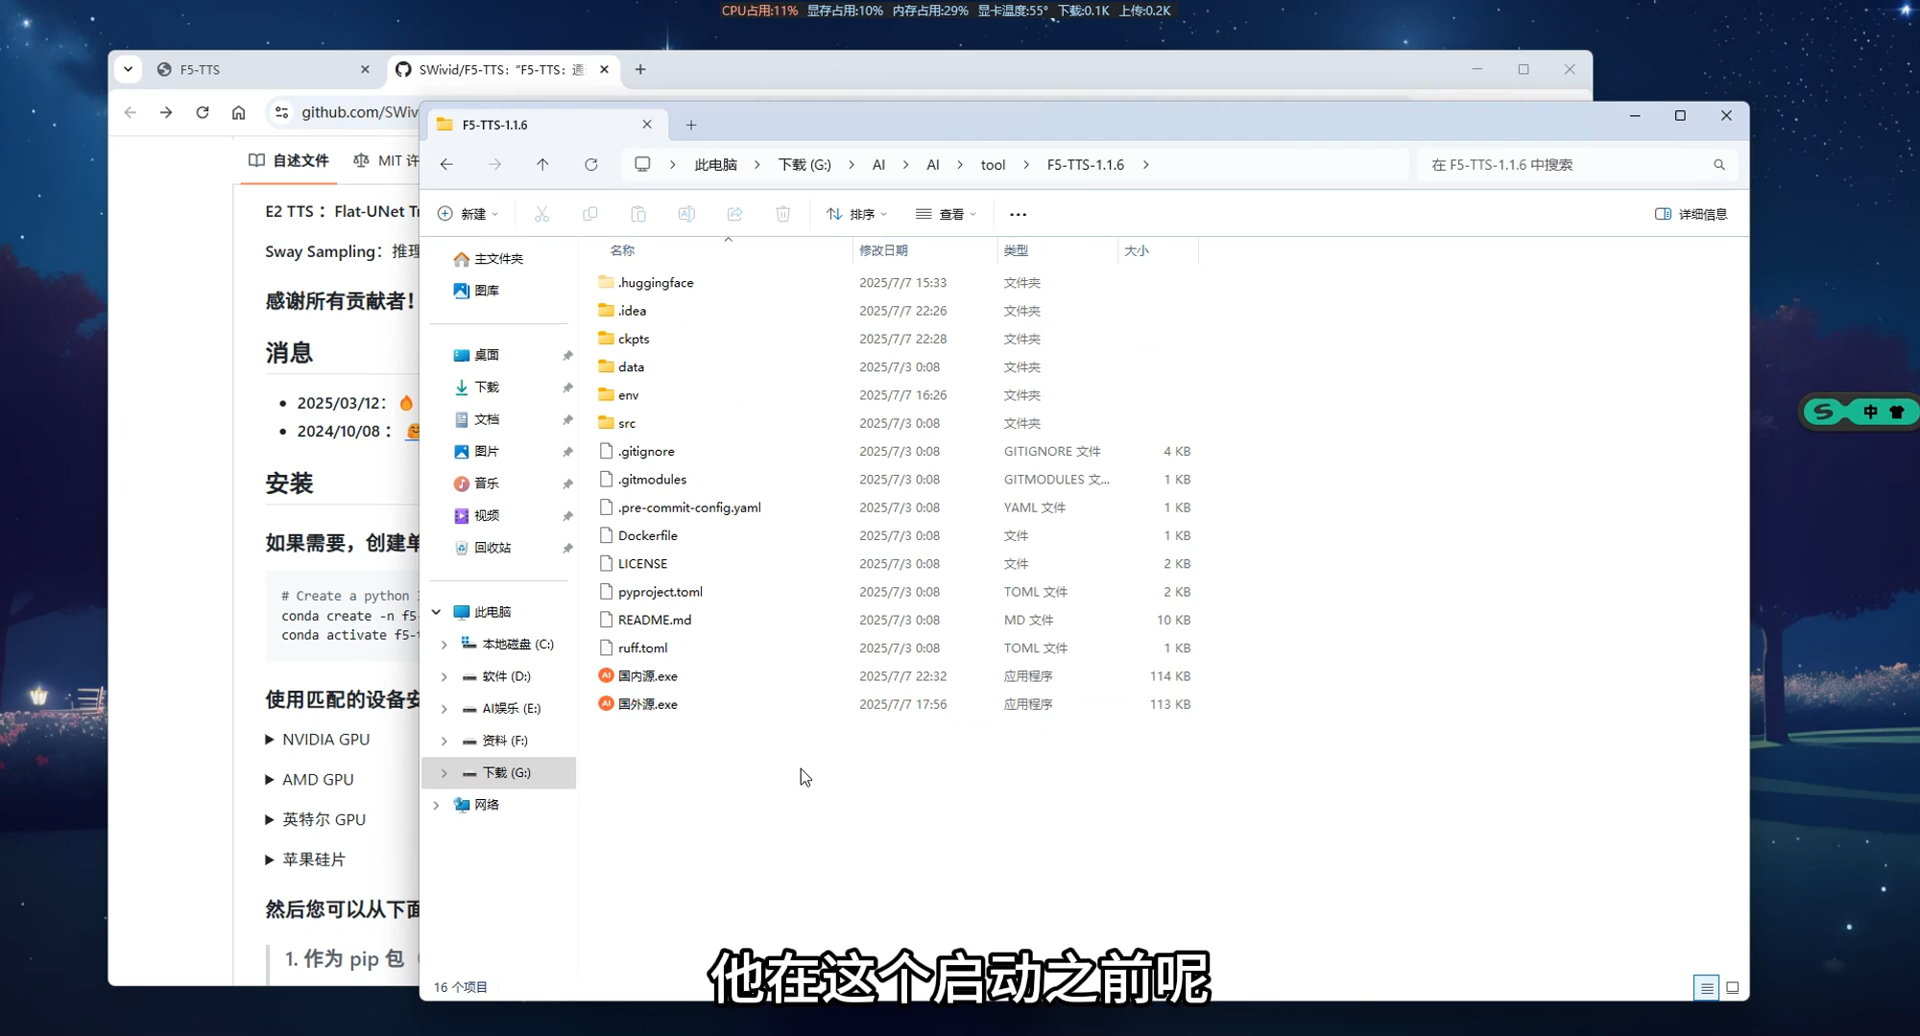 CPU占用:11% 显存占用:10% 内存占用:29% 显卡温度:55° 下载:0.1K 上传:0.2K
F5-TTS
SWivid/F5-TTS: "F5-TTS: 通
github.com/SWiv
自述文件
MIT 许
E2 TTS：Flat-UNet Tr
Sway Sampling：推理
感谢所有贡献者！
消息
2025/03/12：
2024/10/08：
安装
如果需要，创建单
# Create a python 3
conda create -n f5-
conda activate f5-t
使用匹配的设备安
NVIDIA GPU
AMD GPU
英特尔 GPU
苹果硅片
然后您可以从下面
1. 作为 pip 包
F5-TTS-1.1.6
此电脑 > 下载 (G:) > AI > AI > tool > F5-TTS-1.1.6 >
在 F5-TTS-1.1.6 中搜索
新建
排序
查看
详细信息
主文件夹
图库
桌面
下载
文档
图片
音乐
视频
回收站
此电脑
本地磁盘 (C:)
软件 (D:)
AI娱乐 (E:)
资料 (F:)
下载 (G:)
网络
名称 修改日期 类型 大小
.huggingface 2025/7/7 15:33 文件夹
.idea 2025/7/7 22:26 文件夹
ckpts 2025/7/7 22:28 文件夹
data 2025/7/3 0:08 文件夹
env 2025/7/7 16:26 文件夹
src 2025/7/3 0:08 文件夹
.gitignore 2025/7/3 0:08 GITIGNORE 文件 4 KB
.gitmodules 2025/7/3 0:08 GITMODULES 文... 1 KB
.pre-commit-config.yaml 2025/7/3 0:08 YAML 文件 1 KB
Dockerfile 2025/7/3 0:08 文件 1 KB
LICENSE 2025/7/3 0:08 文件 2 KB
pyproject.toml 2025/7/3 0:08 TOML 文件 2 KB
README.md 2025/7/3 0:08 MD 文件 10 KB
ruff.toml 2025/7/3 0:08 TOML 文件 1 KB
AI 国内源.exe 2025/7/7 22:32 应用程序 114 KB
AI 国外源.exe 2025/7/7 17:56 应用程序 113 KB
16 个项目
中
他在这个启动之前呢